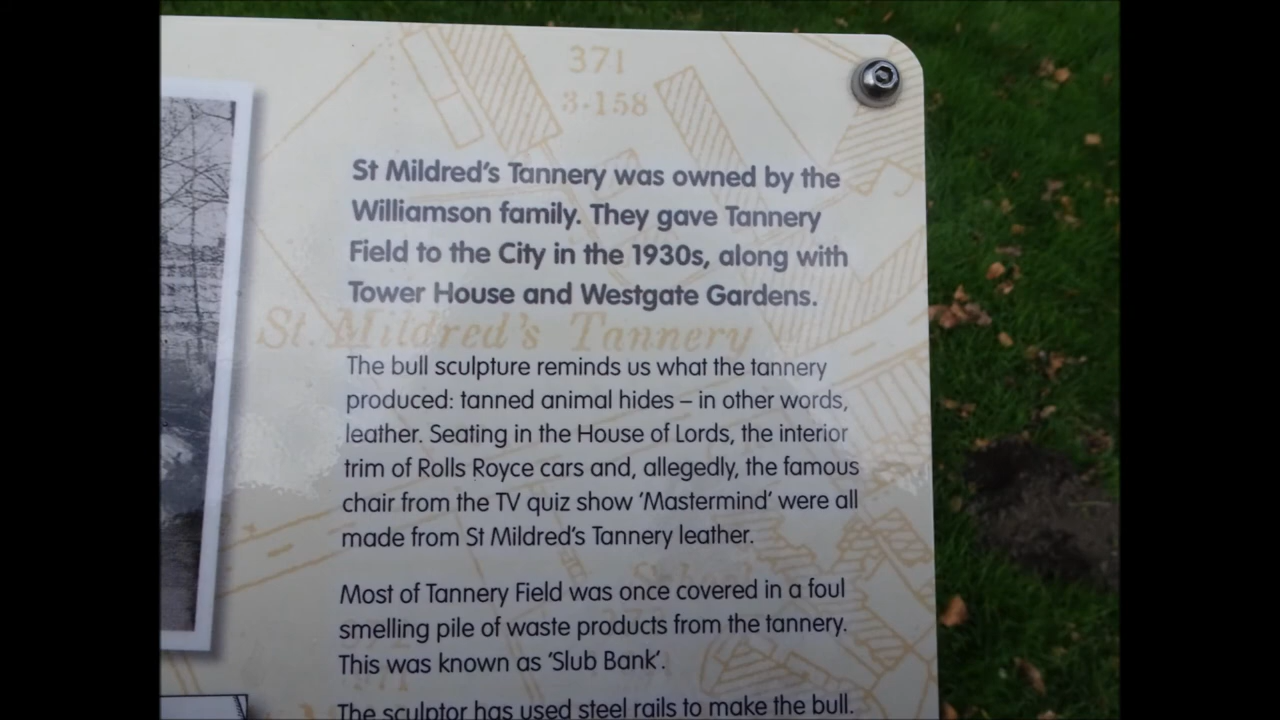 371
3-158
St Mildred's Tannery was owned by the
Williamson family. They gave Tannery
Field to the City in the 1930s, along with
Tower House and Westgate Gardens.
St. Mildred's Tannery
The bull sculpture reminds us what the tannery
produced: tanned animal hides – in other words,
leather. Seating in the House of Lords, the interior
trim of Rolls Royce cars and, allegedly, the famous
chair from the TV quiz show 'Mastermind' were all
made from St Mildred's Tannery leather.
Most of Tannery Field was once covered in a foul
smelling pile of waste products from the tannery.
This was known as 'Slub Bank'.
The sculptor has used steel rails to make the bull.